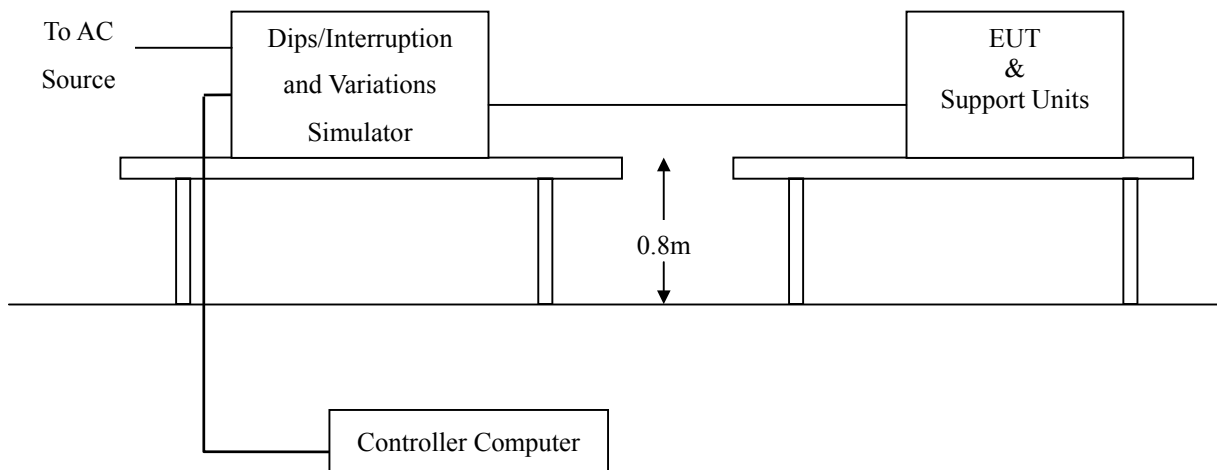 To AC
Source
Dips/Interruption
and Variations
Simulator
EUT
&
Support Units
0.8m
Controller Computer